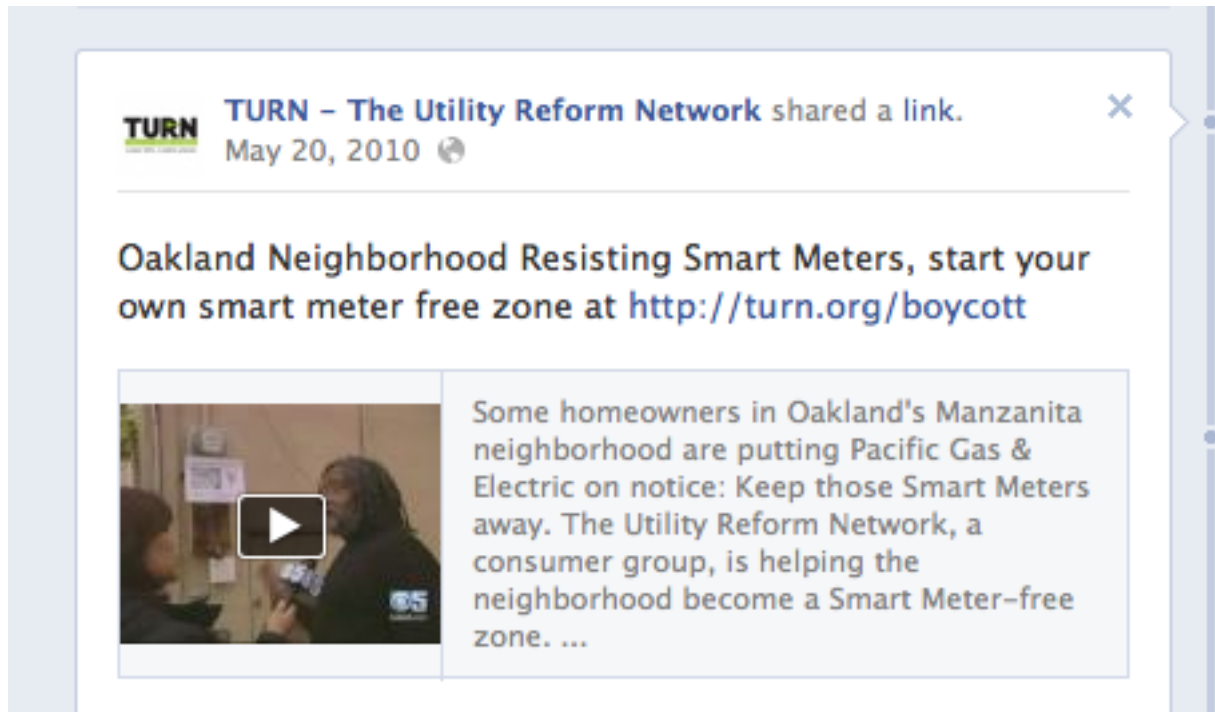 TURN
TURN – The Utility Reform Network shared a link.
May 20, 2010
Oakland Neighborhood Resisting Smart Meters, start your
own smart meter free zone at http://turn.org/boycott
Some homeowners in Oakland's Manzanita
neighborhood are putting Pacific Gas &
Electric on notice: Keep those Smart Meters
away. The Utility Reform Network, a
consumer group, is helping the
neighborhood become a Smart Meter-free
zone. ...
5